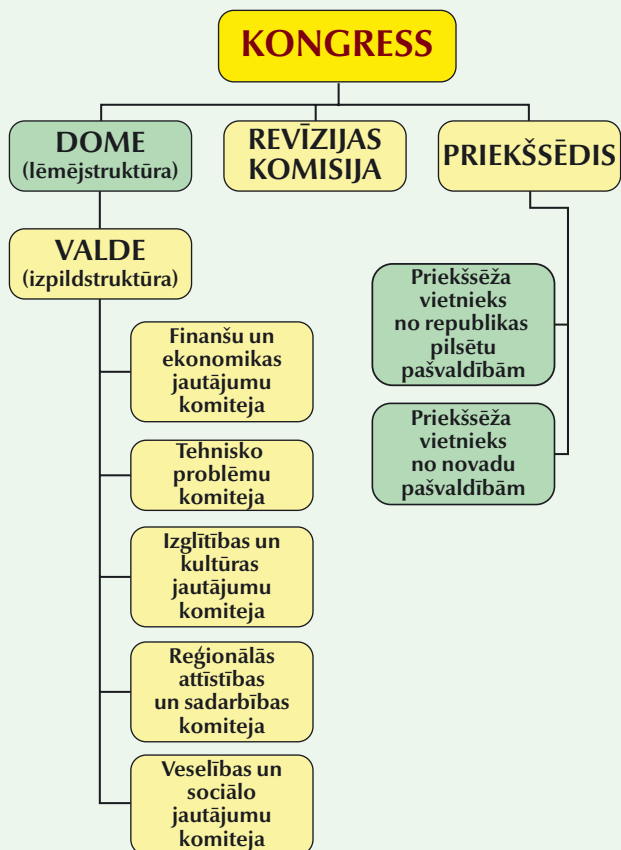 KONGRESS
DOME
(lēmējstruktūra)
REVĪZIJAS
KOMISIJA
PRIEKŠSĒDIS
VALDE
(izpildstruktūra)
Finanšu un
ekonomikas
jautājumu
komiteja
Tehnisko
problēmu
komiteja
Izglītības un
kultūras
jautājumu
komiteja
Reģionālās
attīstības
un sadarbības
komiteja
Veselības un
sociālo
jautājumu
komiteja
Priekšsēža
vietnieks
no republikas
pilsētu
pašvaldībām
Priekšsēža
vietnieks
no novadu
pašvaldībām